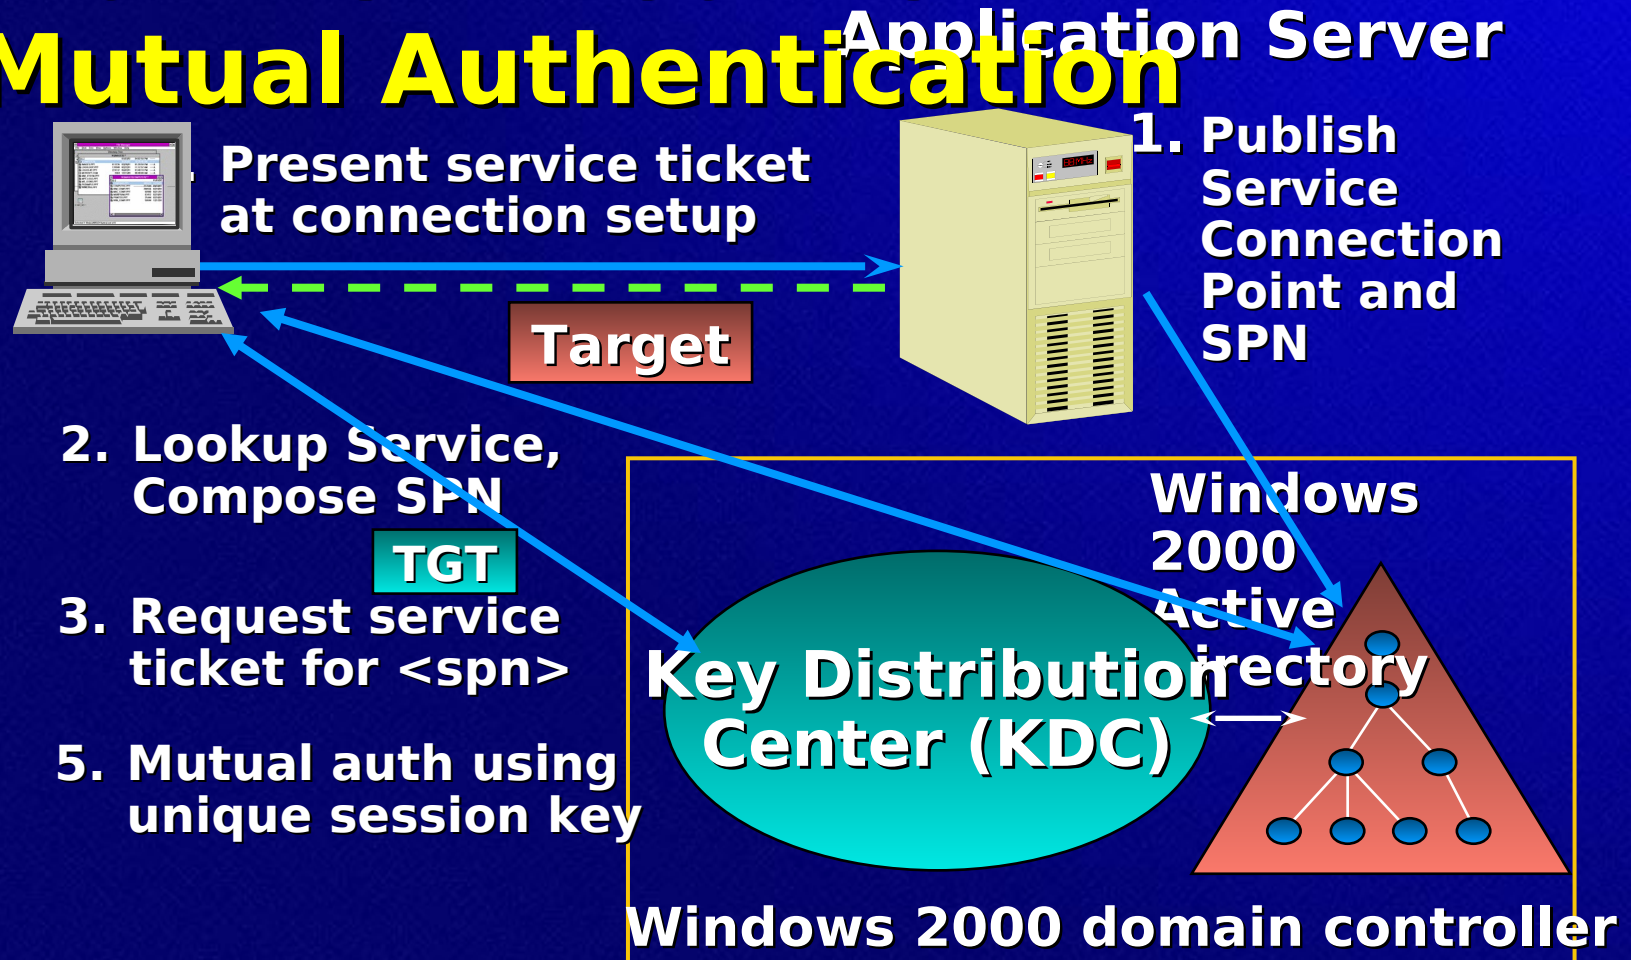 Application Server
Mutual Authentication
1. Publish
Service
Connection
Point and
SPN
Present service ticket
at connection setup
Target
2. Lookup Service,
Compose SPN
TGT
3. Request service
ticket for <spn>
5. Mutual auth using
unique session key
Windows
2000
Active
irectory
Key Distribution
Center (KDC)
Windows 2000 domain controller